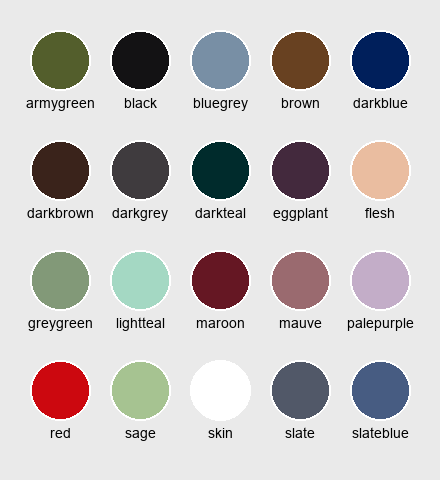 armygreen black bluegrey brown darkblue
darkbrown darkgrey darkteal eggplant flesh
greygreen lightteal maroon mauve palepurple
red sage skin slate slateblue